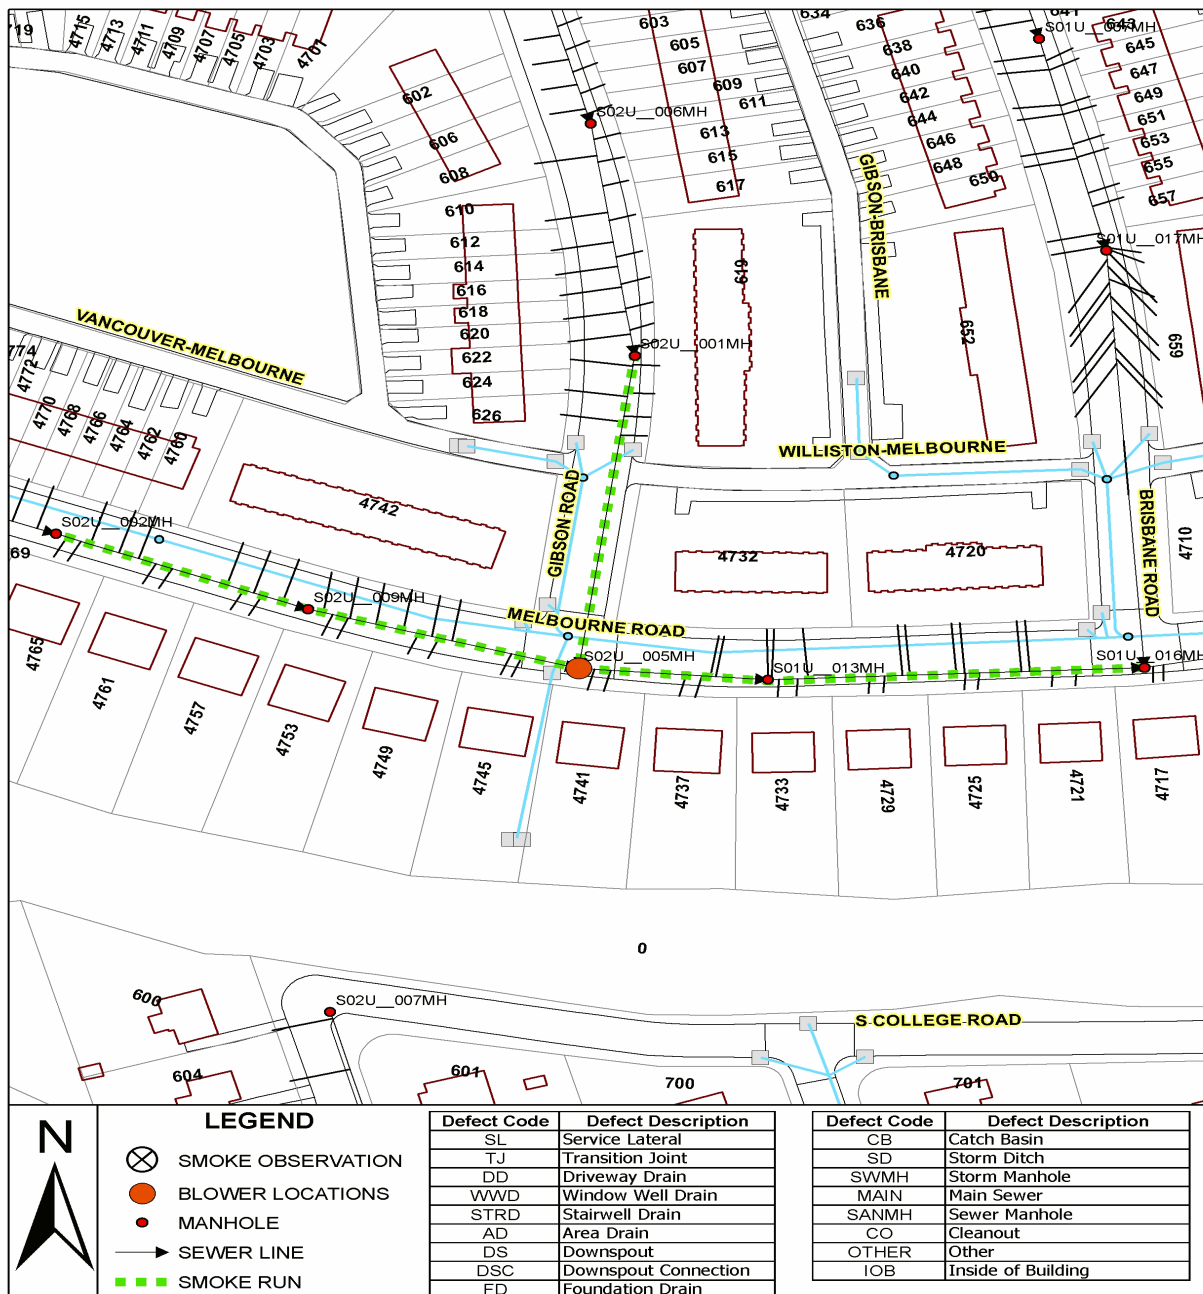 719
4715
4713
4711
4709
4707
4705
4703
4701
602
606
608
610
612
614
616
618
620
622
624
626
603
605
607
609
611
613
615
617
619
634
636
638
640
642
644
646
648
650
652
641
643
645
647
649
651
653
655
657
659
S01U__007MH
S02U__006MH
S01U__017MH
S02U__001MH
GIBSON-BRISBANE
VANCOUVER-MELBOURNE
WILLISTON-MELBOURNE
774
4772
4770
4768
4766
4764
4762
4760
4742
4732
4720
4710
GIBSON ROAD
BRISBANE ROAD
MELBOURNE ROAD
S02U__002MH
S02U__009MH
S02U__005MH
S01U__013MH
S01U__016MH
69
4765
4761
4757
4753
4749
4745
4741
4737
4733
4729
4725
4721
4717
0
600
S02U__007MH
S COLLEGE ROAD
604
601
700
701
N
LEGEND
SMOKE OBSERVATION
BLOWER LOCATIONS
MANHOLE
SEWER LINE
SMOKE RUN
Defect Code Defect Description
SL Service Lateral
TJ Transition Joint
DD Driveway Drain
WWD Window Well Drain
STRD Stairwell Drain
AD Area Drain
DS Downspout
DSC Downspout Connection
FD Foundation Drain
Defect Code Defect Description
CB Catch Basin
SD Storm Ditch
SWMH Storm Manhole
MAIN Main Sewer
SANMH Sewer Manhole
CO Cleanout
OTHER Other
IOB Inside of Building